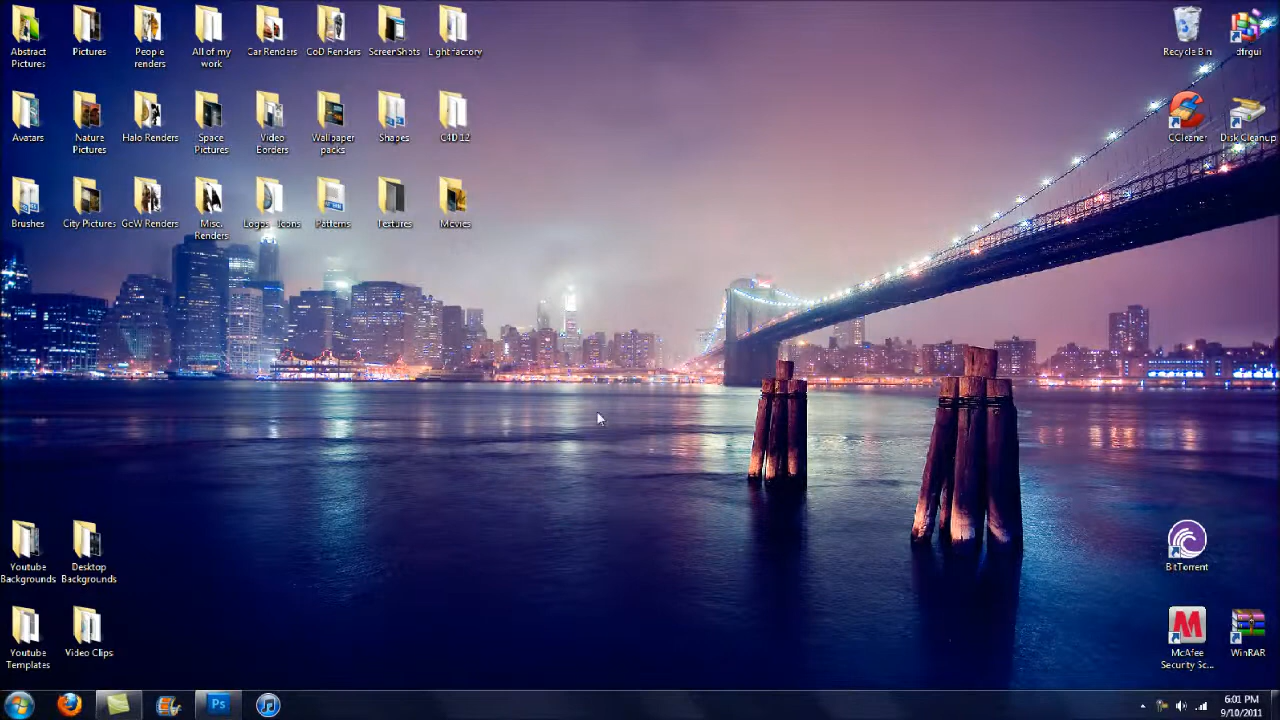 Abstract
Pictures
Pictures
People
renders
All of my
work
Car Renders
CoD Renders
ScreenShots
Light factory
Recycle Bin
dfrgui
Avatars
Nature
Pictures
Halo Renders
Space
Pictures
Video
Borders
Wallpaper
packs
Shapes
C4D 12
CCleaner
Disk Cleanup
Brushes
City Pictures
GoW Renders
Misc.
Renders
Logos - Icons
Patterns
Textures
Movies
Youtube
Backgrounds
Desktop
Backgrounds
BitTorrent
Youtube
Templates
Video Clips
McAfee
Security Sc...
WinRAR
Ps
6:01 PM
9/10/2011